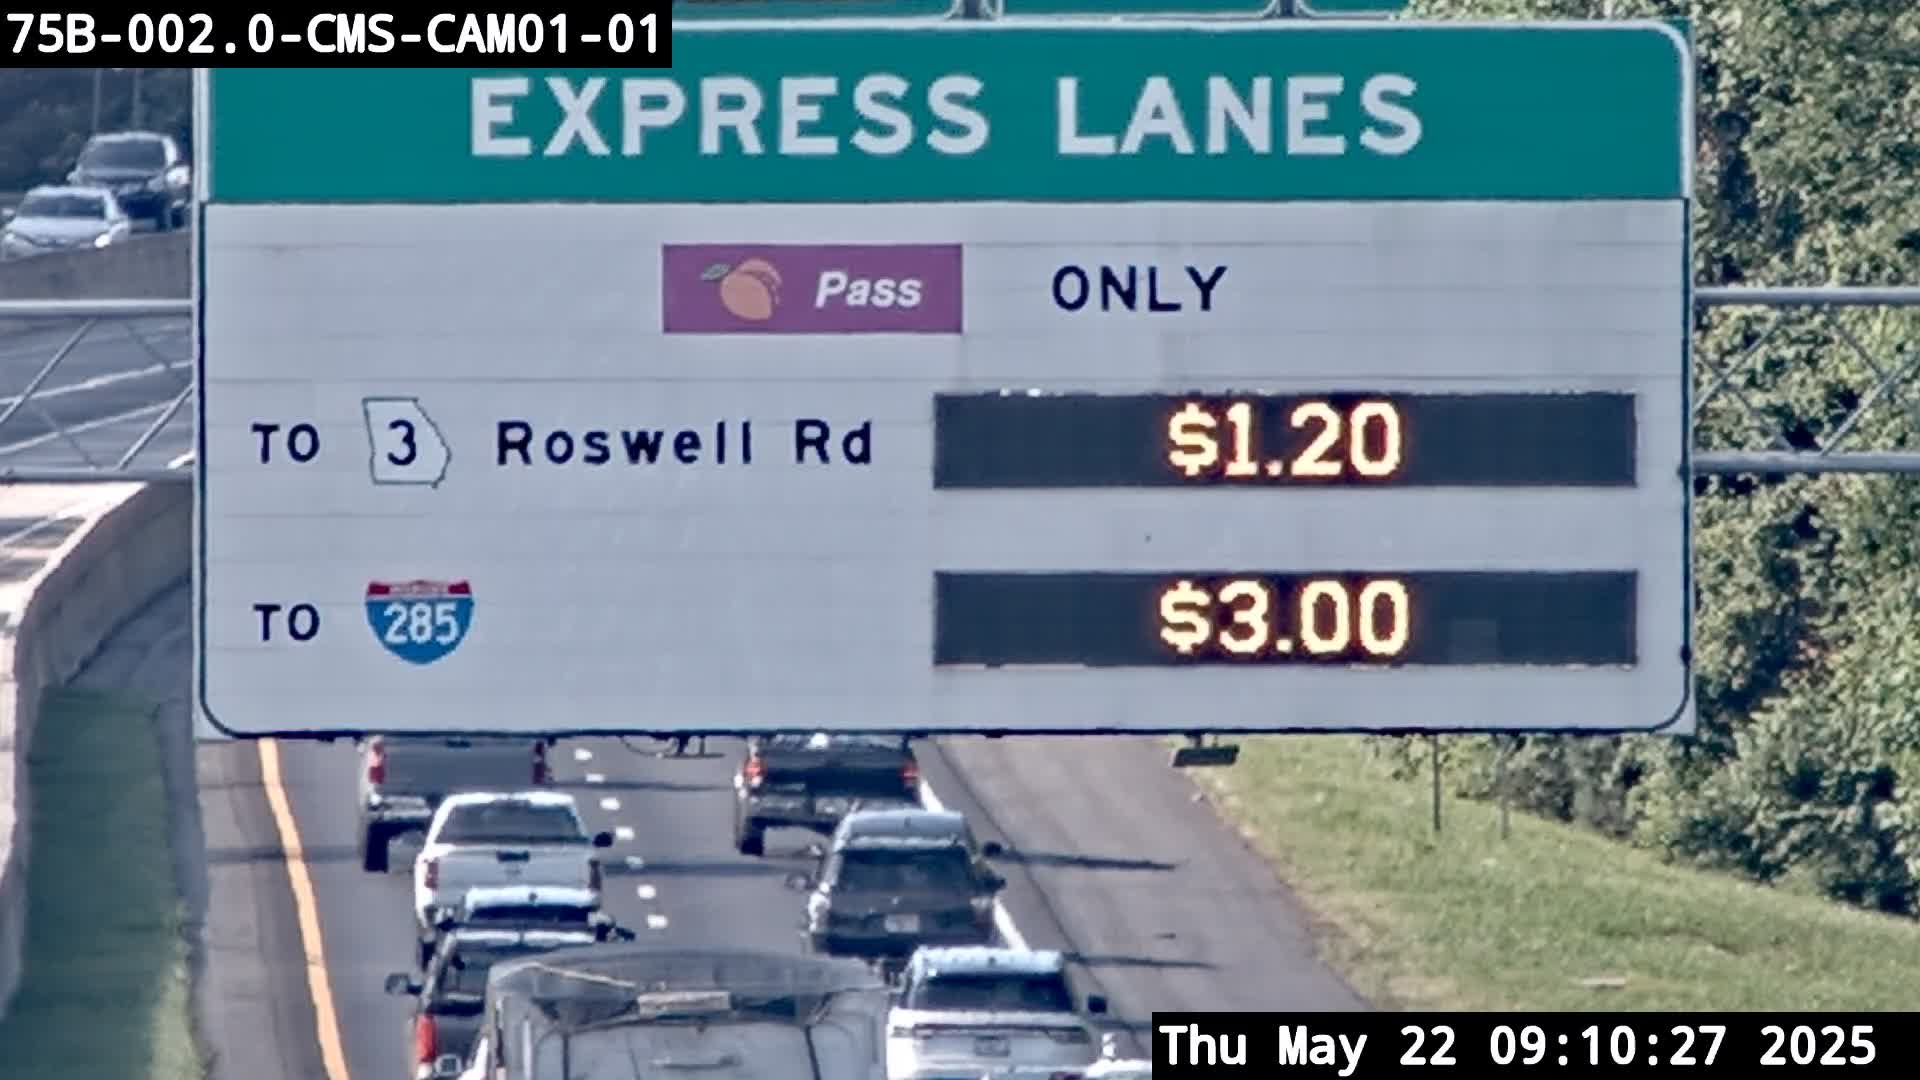 75B-002.0-CMS-CAM01-01
EXPRESS LANES
Pass ONLY
TO 3 Roswell Rd $1.20
TO 285 $3.00
Thu May 22 09:10:27 2025